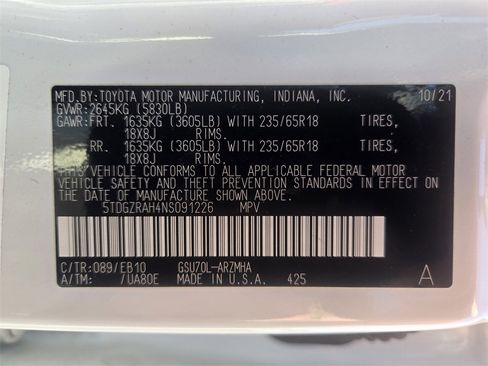 MFD.BY:TOYOTA MOTOR MANUFACTURING, INDIANA, INC. 10/21
GVWR:2645KG (5830LB)
GAWR:FRT. 1635KG (3605LB) WITH 235/65R18 TIRES,
18X8J RIMS.
RR. 1635KG (3605LB) WITH 235/65R18 TIRES,
18X8J RIMS.
THIS VEHICLE CONFORMS TO ALL APPLICABLE FEDERAL MOTOR
VEHICLE SAFETY AND THEFT PREVENTION STANDARDS IN EFFECT
ON THE DATE OF MANUFACTURE SHOWN ABOVE.
5TDGZRAH4NS091226 MPV
C/TR:089/EB10 GSU70L-ARZMHA
A/TM: /UA80E MADE IN U.S.A. 425 A